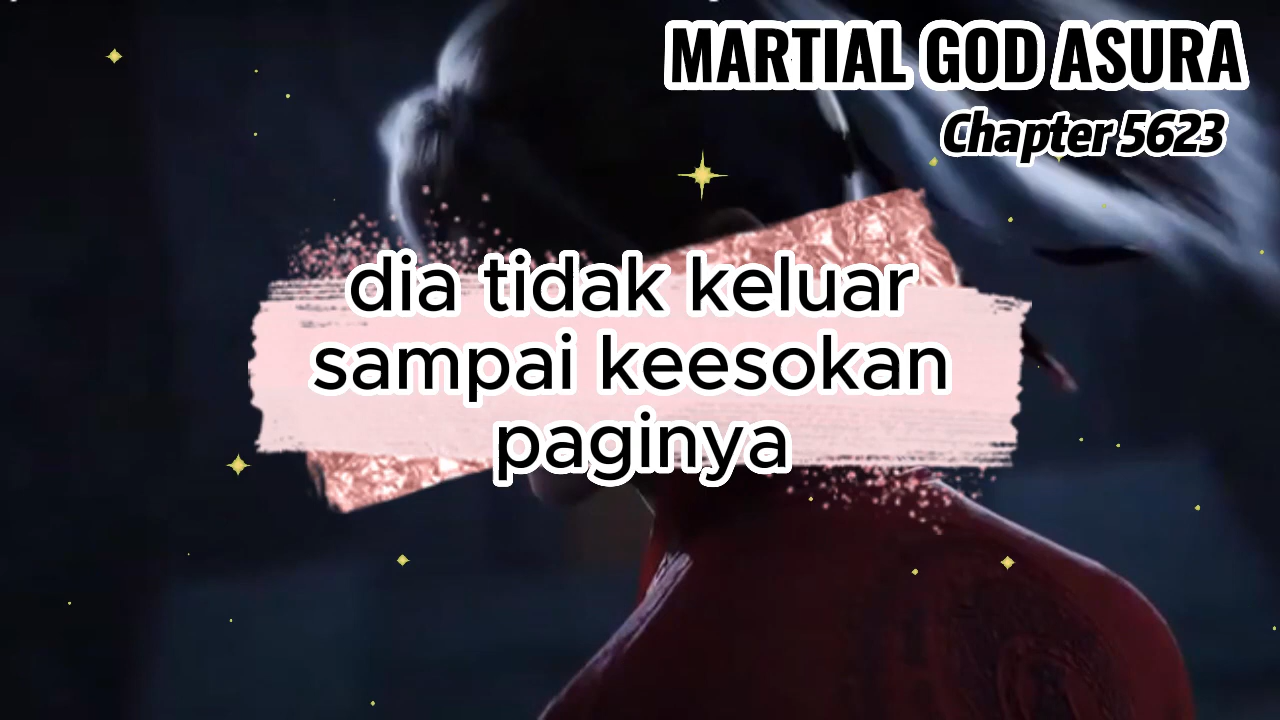 MARTIAL GOD ASURA
Chapter 5623
dia tidak keluar
sampai keesokan
paginya